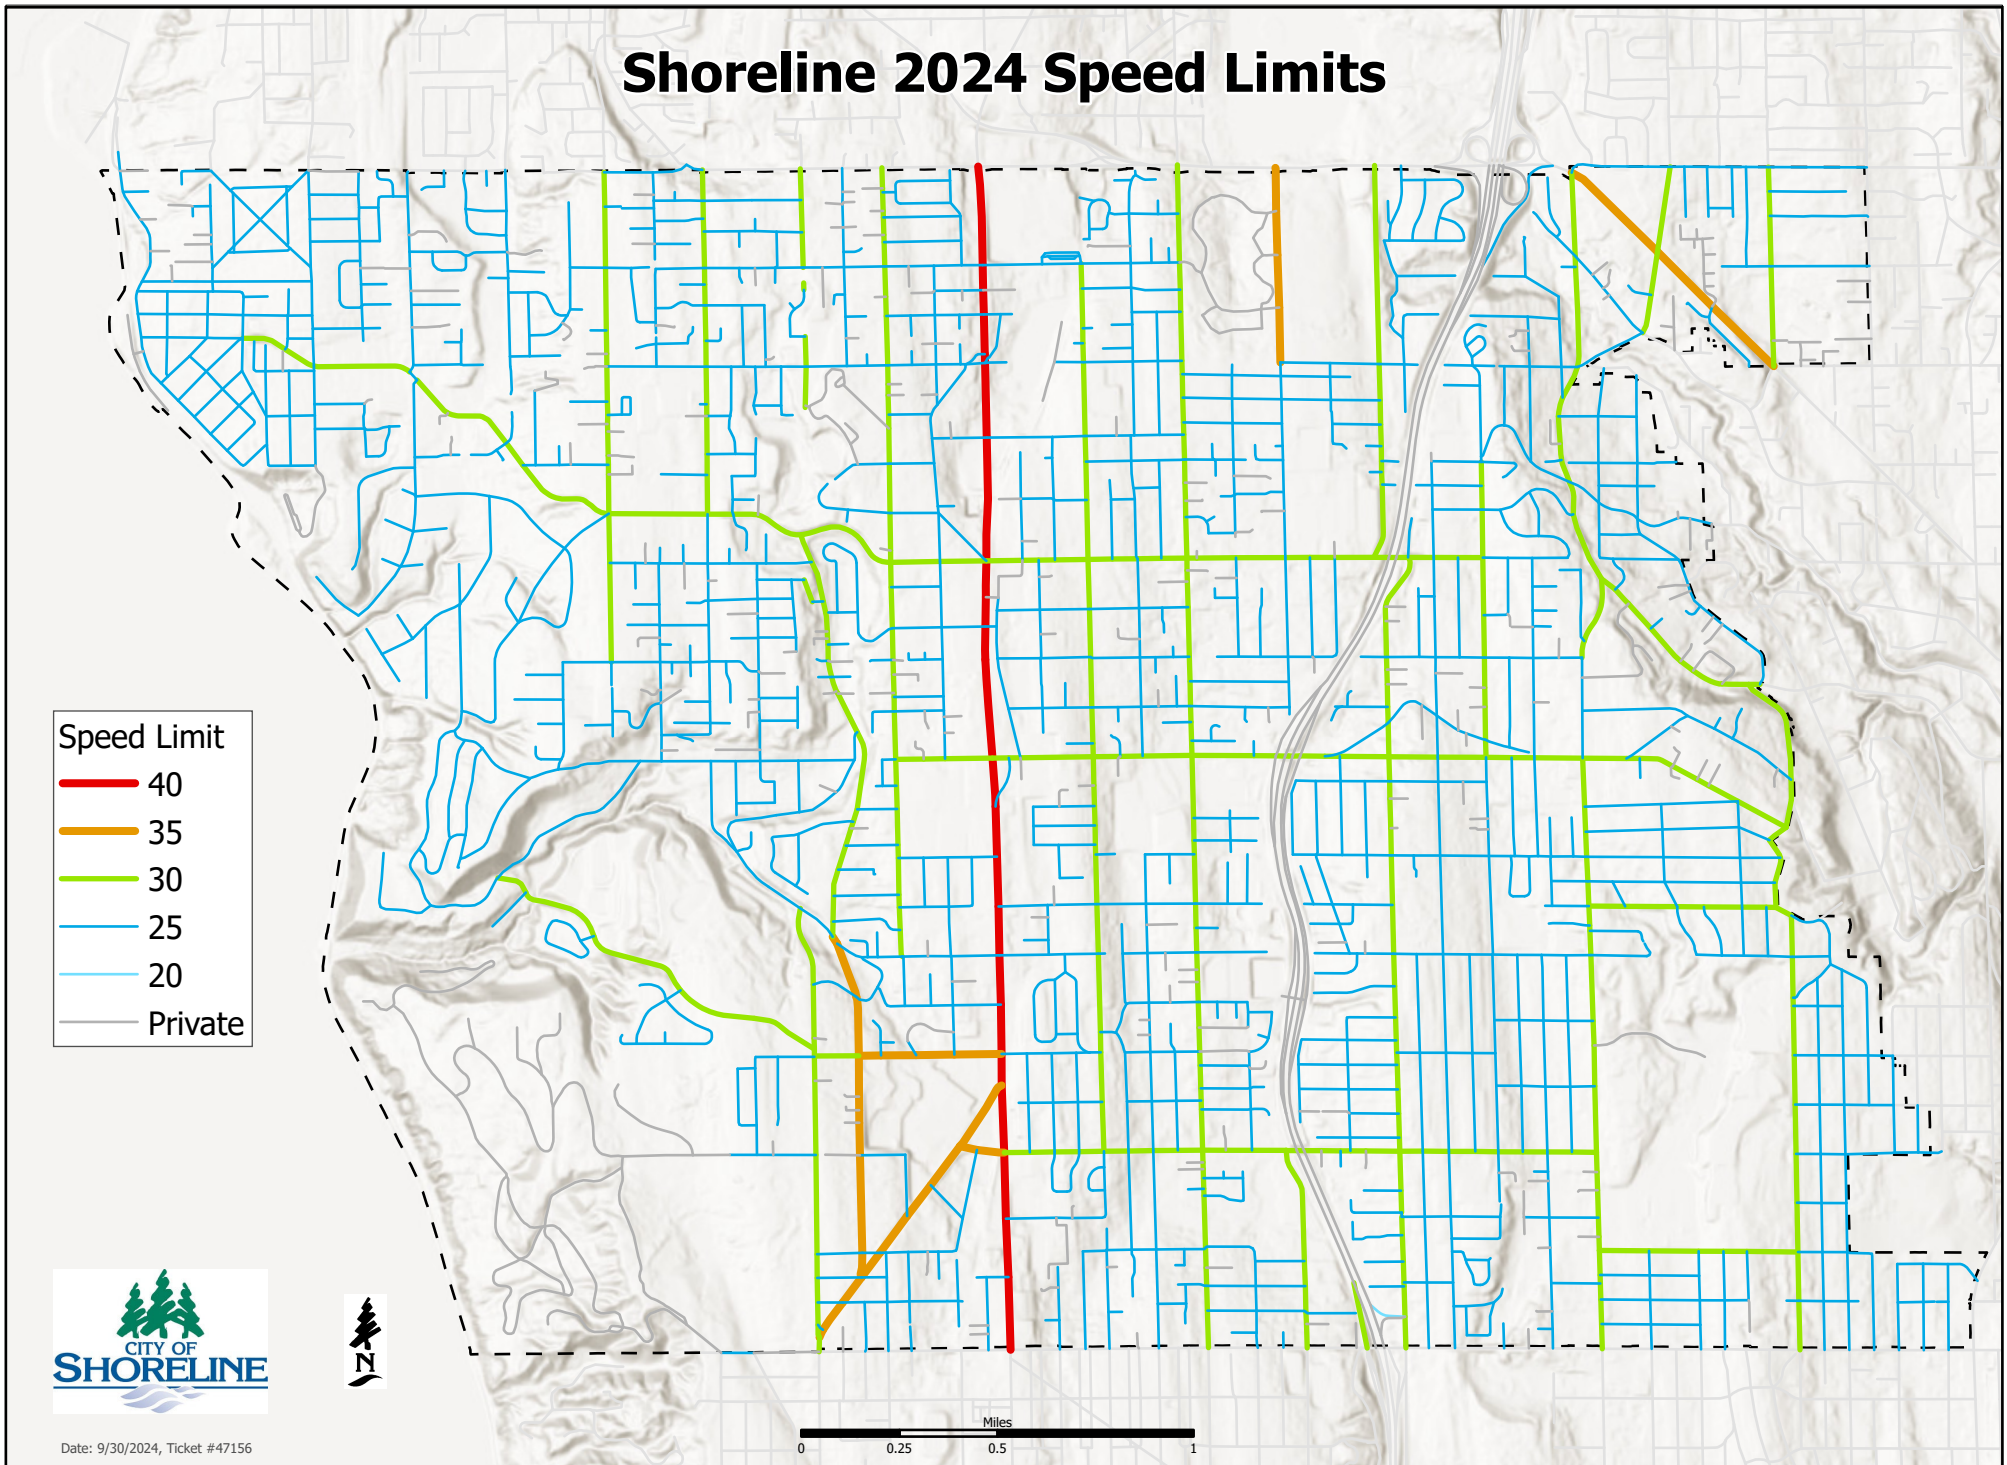 Shoreline 2024 Speed Limits
Speed Limit
40
35
30
25
20
Private
CITY OF
SHORELINE
N
Miles
0 0.25 0.5 1
Date: 9/30/2024, Ticket #47156